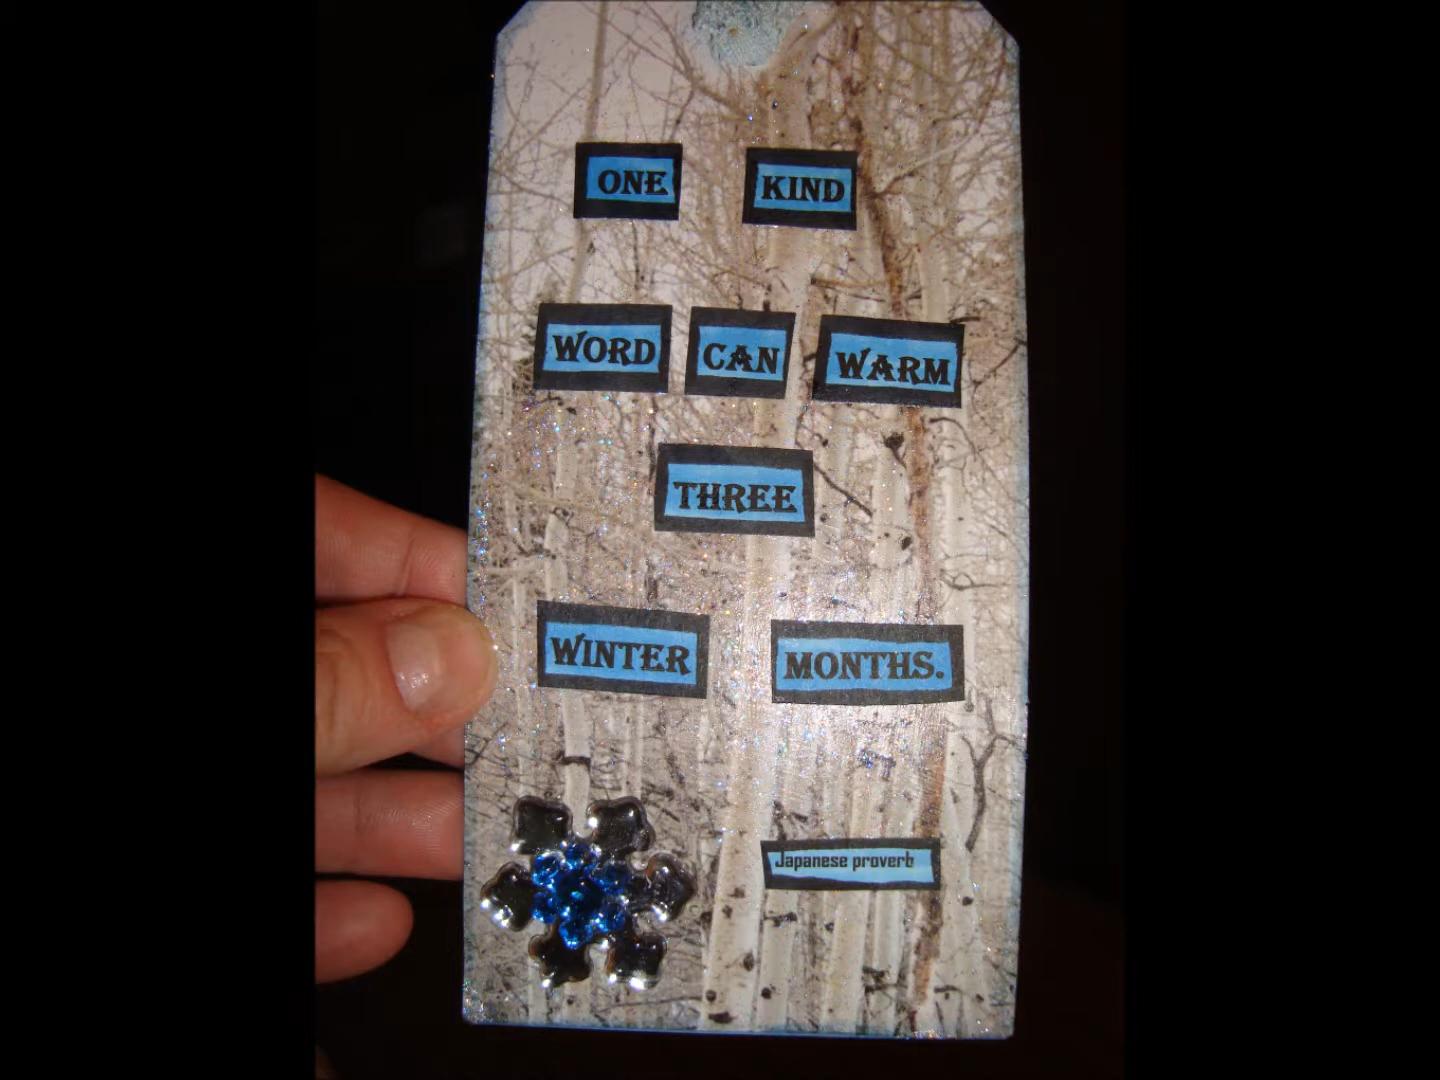 ONE KIND
WORD CAN WARM
THREE
WINTER MONTHS.
Japanese proverb